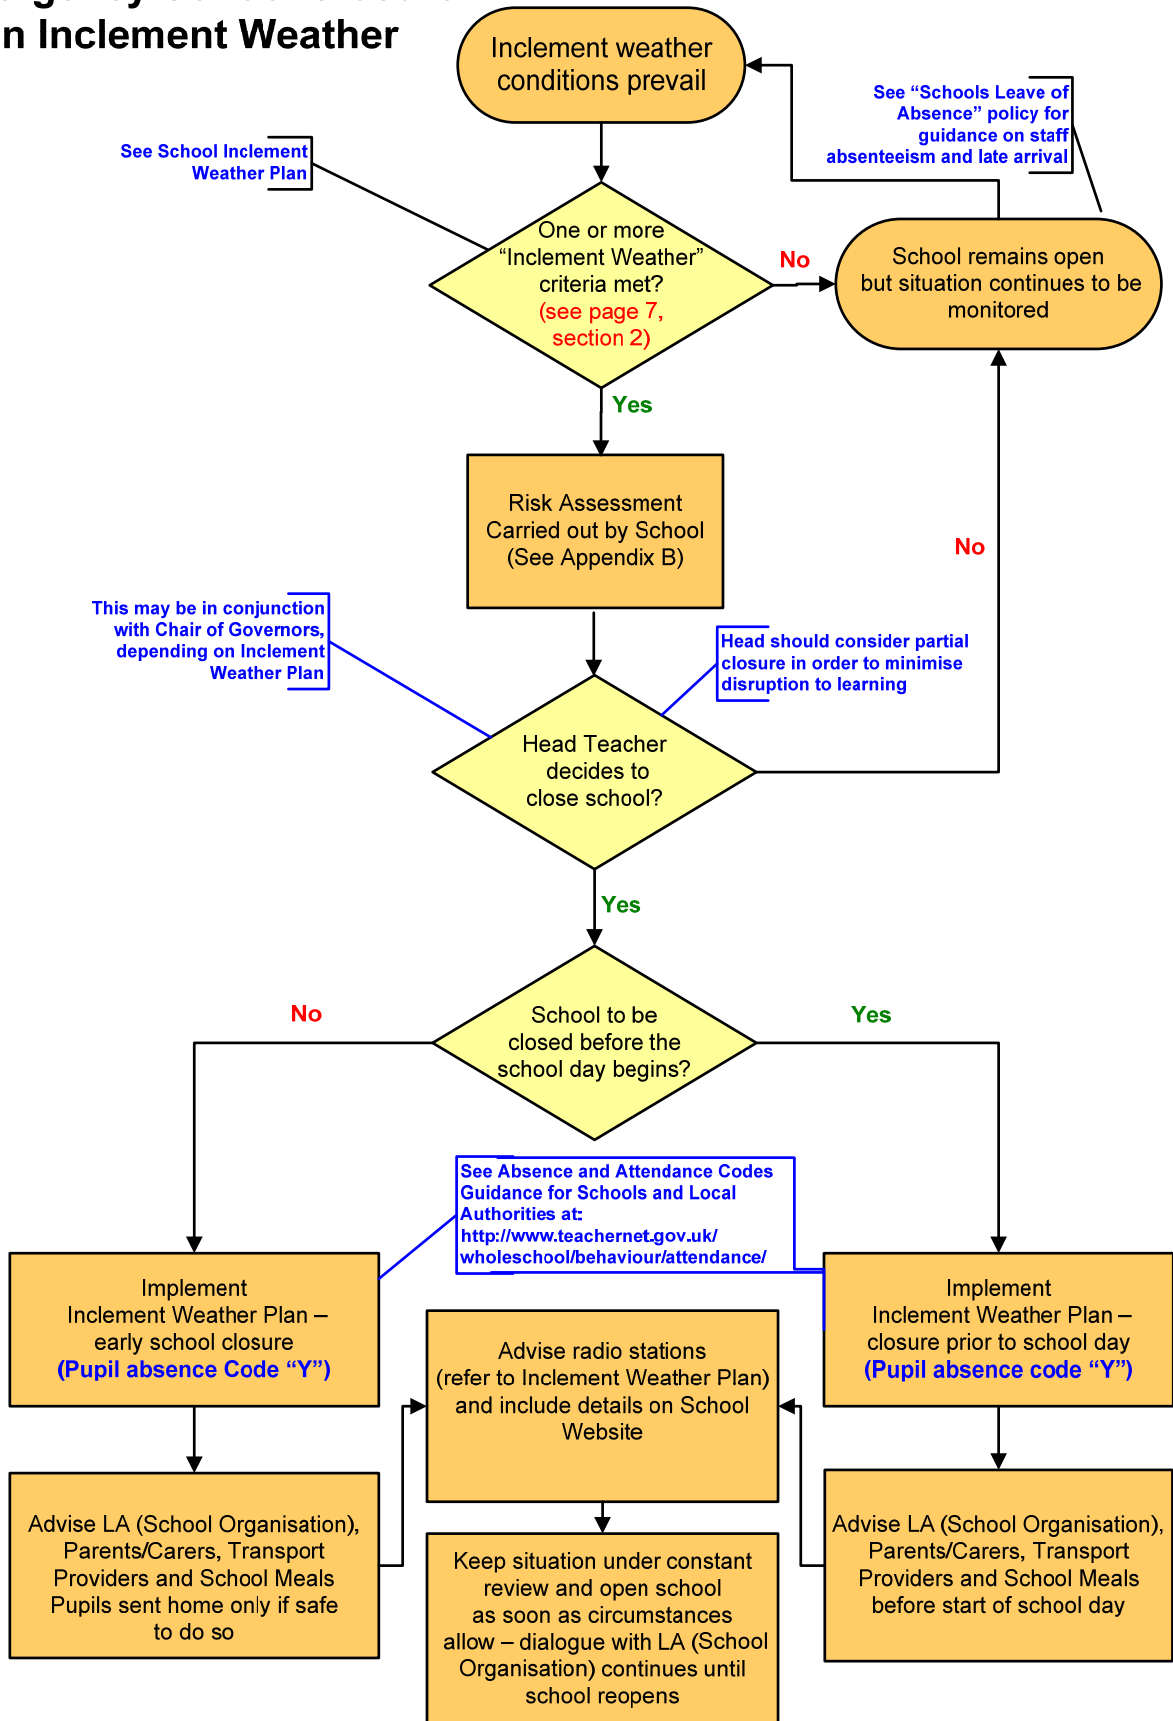 n Inclement Weather
Inclement weather
conditions prevail
See “Schools Leave of
Absence” policy for
guidance on staff
absenteeism and late arrival
See School Inclement
Weather Plan
One or more
“Inclement Weather”
criteria met?
(see page 7,
section 2)
No
School remains open
but situation continues to be
monitored
Yes
Risk Assessment
Carried out by School
(See Appendix B)
No
This may be in conjunction
with Chair of Governors,
depending on Inclement
Weather Plan
Head should consider partial
closure in order to minimise
disruption to learning
Head Teacher
decides to
close school?
Yes
No
School to be
closed before the
school day begins?
Yes
See Absence and Attendance Codes
Guidance for Schools and Local
Authorities at:
http://www.teachernet.gov.uk/
wholeschool/behaviour/attendance/
Implement
Inclement Weather Plan –
early school closure
(Pupil absence Code “Y”)
Implement
Inclement Weather Plan –
closure prior to school day
(Pupil absence code “Y”)
Advise radio stations
(refer to Inclement Weather Plan)
and include details on School
Website
Advise LA (School Organisation),
Parents/Carers, Transport
Providers and School Meals
Pupils sent home only if safe
to do so
Keep situation under constant
review and open school
as soon as circumstances
allow – dialogue with LA (School
Organisation) continues until
school reopens
Advise LA (School Organisation),
Parents/Carers, Transport
Providers and School Meals
before start of school day